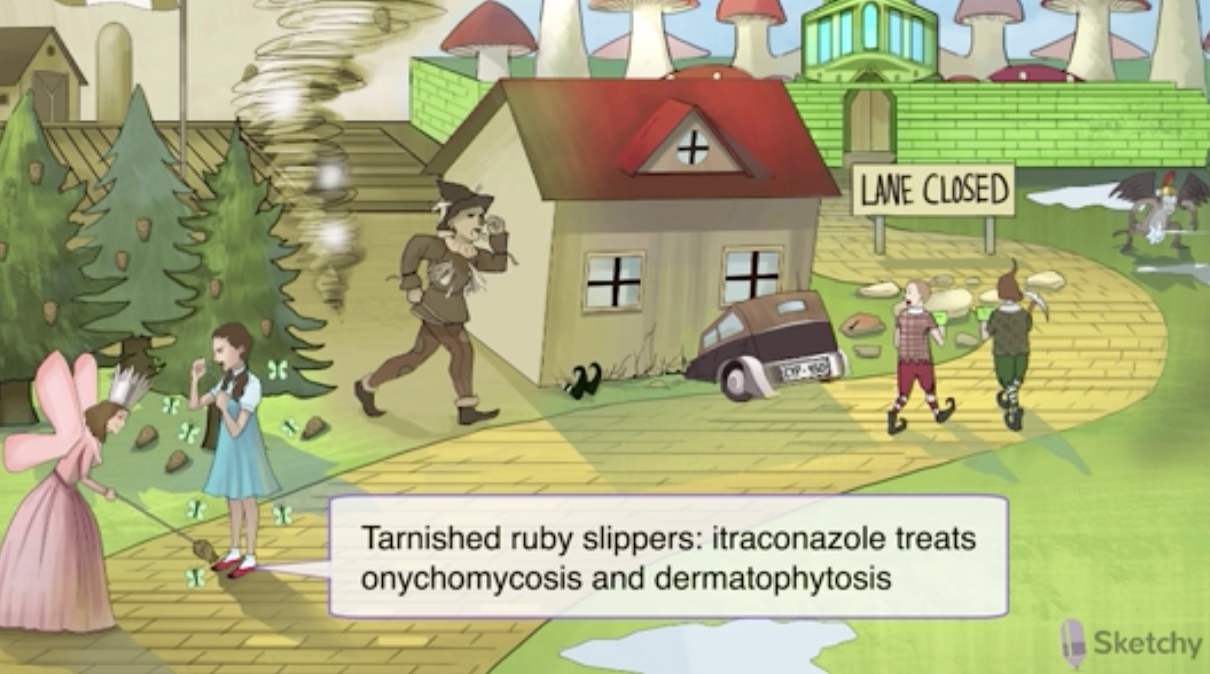 LANE CLOSED
Tarnished ruby slippers: itraconazole treats
onychomycosis and dermatophytosis
Sketchy